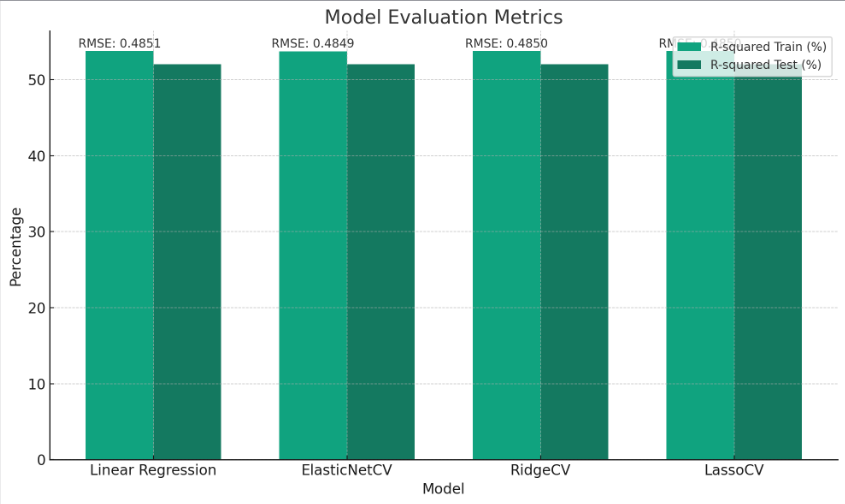 Model Evaluation Metrics
RMSE: 0.4851
RMSE: 0.4849
RMSE: 0.4850
R-squared Train (%)
R-squared Test (%)
50
40
30
20
10
0
Percentage
Linear Regression
ElasticNetCV
RidgeCV
LassoCV
Model